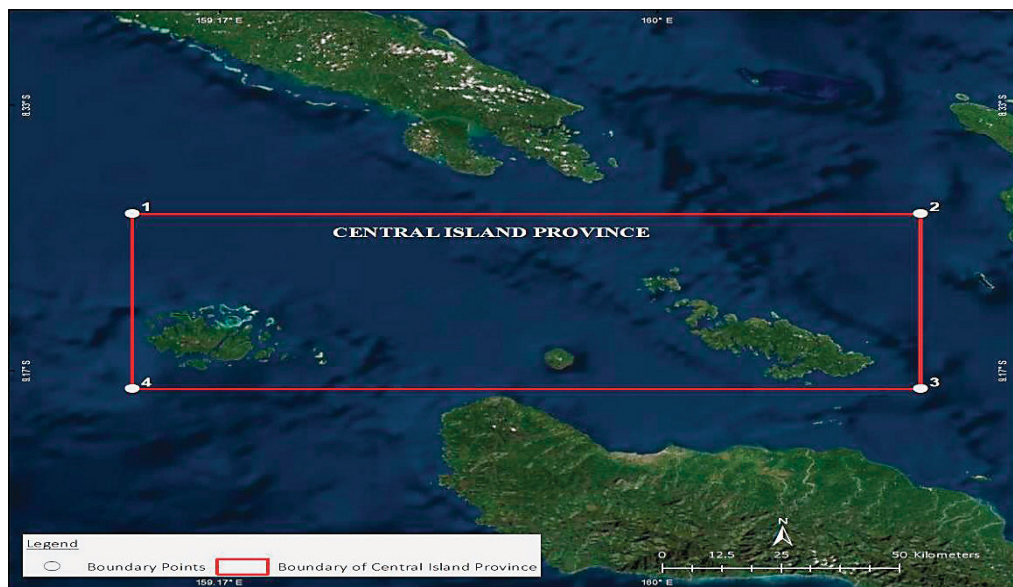 159.17° E 160° E
8.33° S 8.33° S
1 2
CENTRAL ISLAND PROVINCE
9.17° S 9.17° S
4 3
N
Legend
Boundary Points Boundary of Central Island Province
0 12.5 25 50 Kilometers
159.17° E 160° E